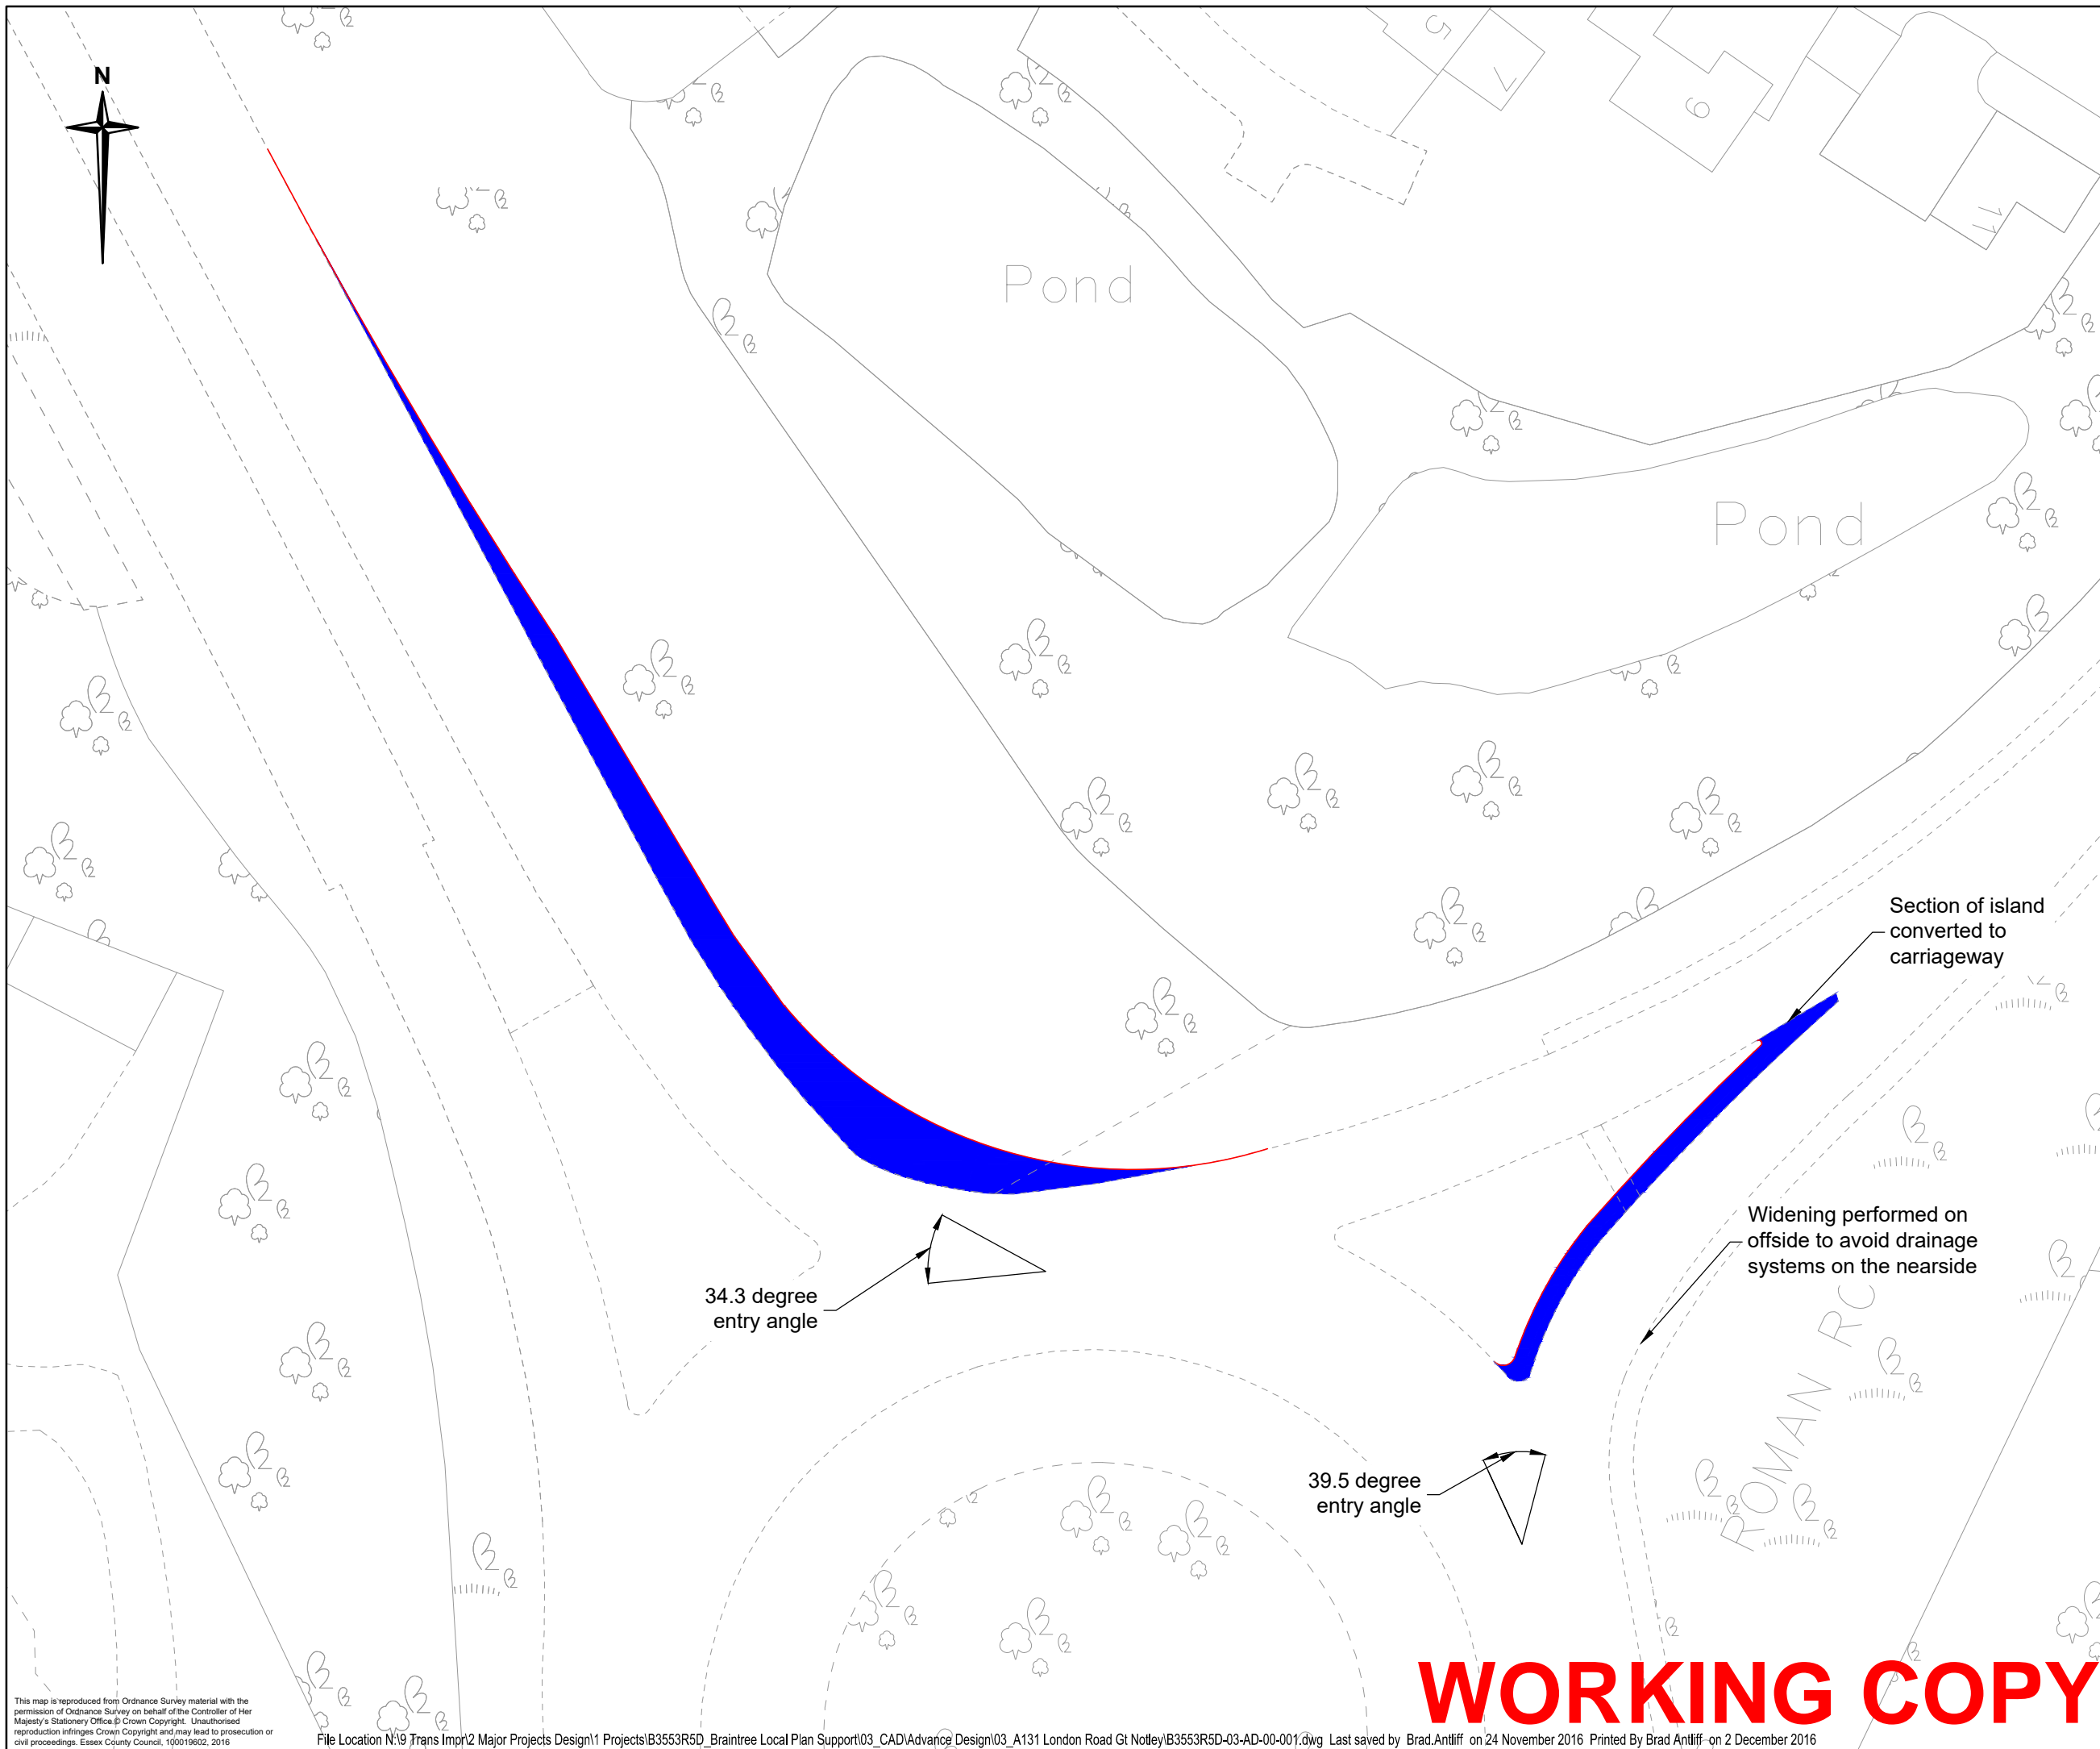 N
5
7
9
11
Pond
Pond
Section of island
converted to
carriageway
Widening performed on
offside to avoid drainage
systems on the nearside
34.3 degree
entry angle
39.5 degree
entry angle
ROMAN RO
WORKING COPY
This map is reproduced from Ordnance Survey material with the
permission of Ordnance Survey on behalf of the Controller of Her
Majesty's Stationery Office © Crown Copyright. Unauthorised
reproduction infringes Crown Copyright and may lead to prosecution or
civil proceedings. Essex County Council, 100019602, 2016
File Location N:\9 Trans Impr\2 Major Projects Design\1 Projects\B3553R5D_Braintree Local Plan Support\03_CAD\Advance Design\03_A131 London Road Gt Notley\B3553R5D-03-AD-00-001.dwg Last saved by Brad.Antliff on 24 November 2016 Printed By Brad Antliff on 2 December 2016